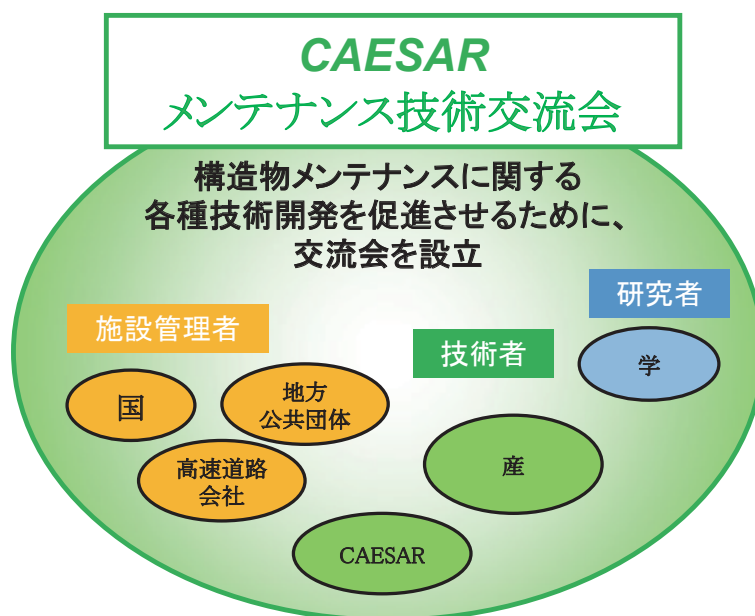 CAESAR
メンテナンス技術交流会
構造物メンテナンスに関する
各種技術開発を促進させるために、
交流会を設立
施設管理者
国
地方
公共団体
高速道路
会社
技術者
産
CAESAR
研究者
学